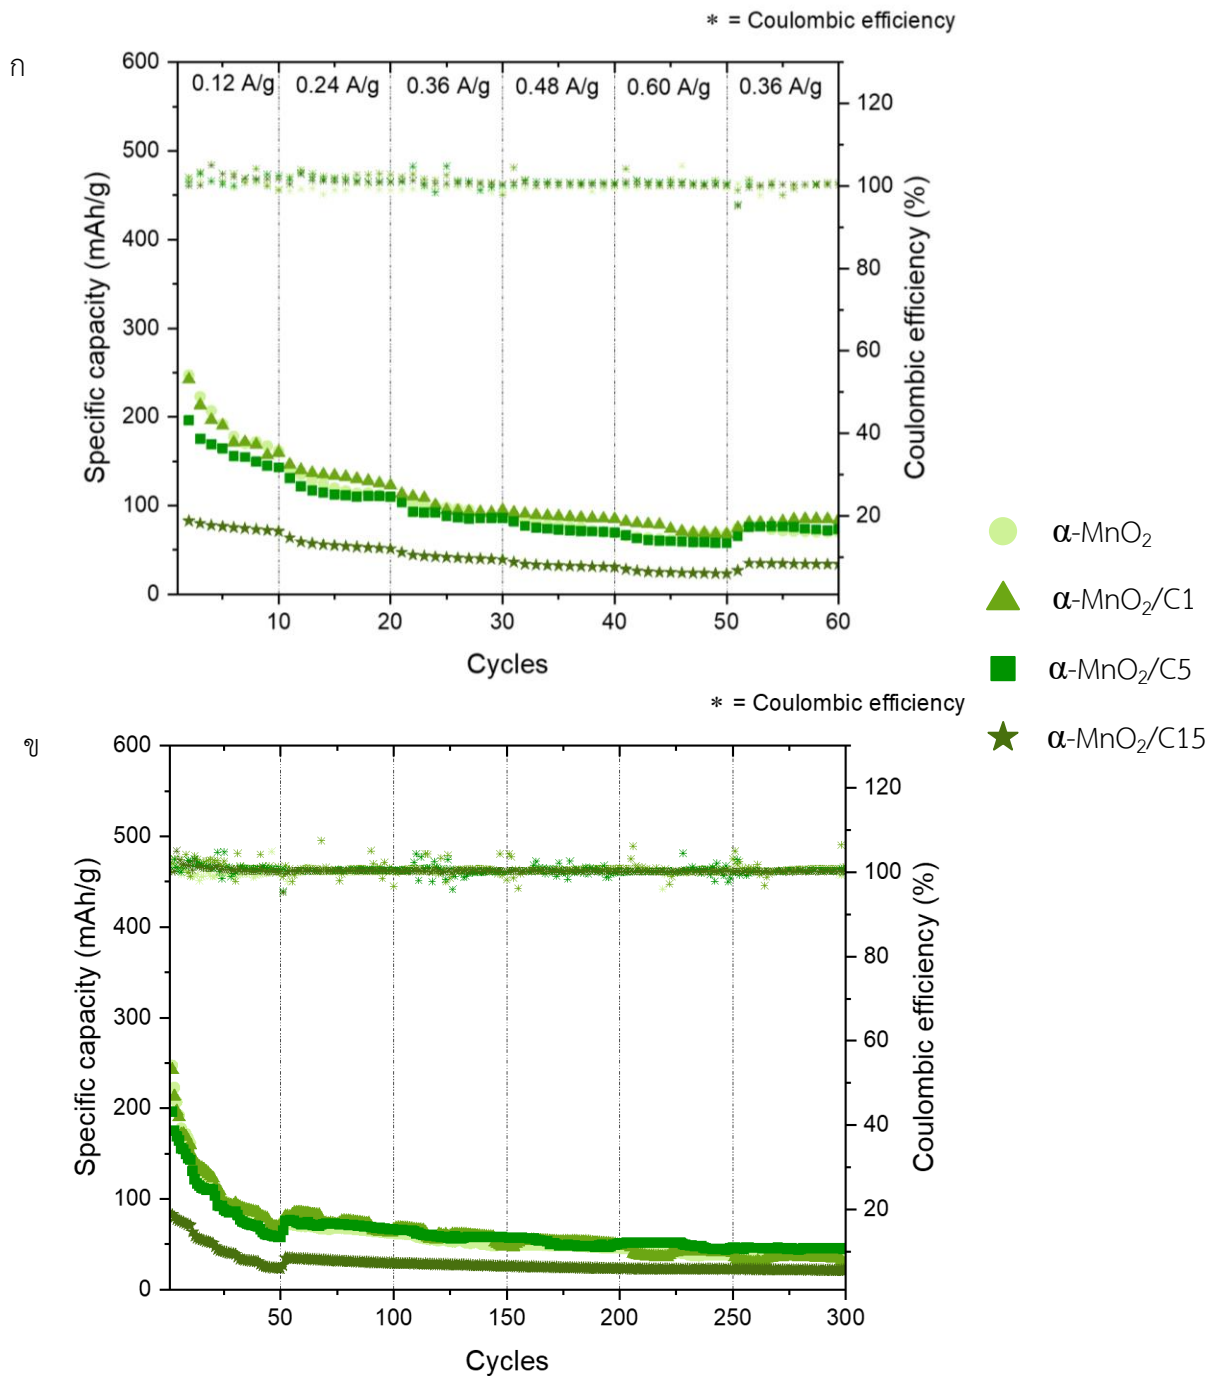 * = Coulombic efficiency
ก
600
500
400
300
200
100
0
Specific capacity (mAh/g)
0.12 A/g
0.24 A/g
0.36 A/g
0.48 A/g
0.60 A/g
0.36 A/g
120
100
80
60
40
20
Coulombic efficiency (%)
10
20
30
40
50
60
Cycles
α-MnO₂
α-MnO₂/C1
α-MnO₂/C5
α-MnO₂/C15
* = Coulombic efficiency
ข
600
500
400
300
200
100
0
Specific capacity (mAh/g)
120
100
80
60
40
20
Coulombic efficiency (%)
50
100
150
200
250
300
Cycles